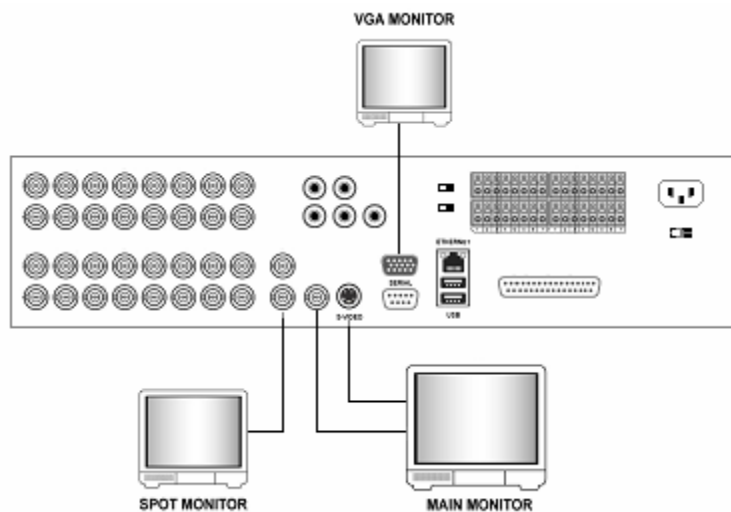 VGA MONITOR
ETHERNET
SERIAL
S-VIDEO
USB
SPOT MONITOR
MAIN MONITOR